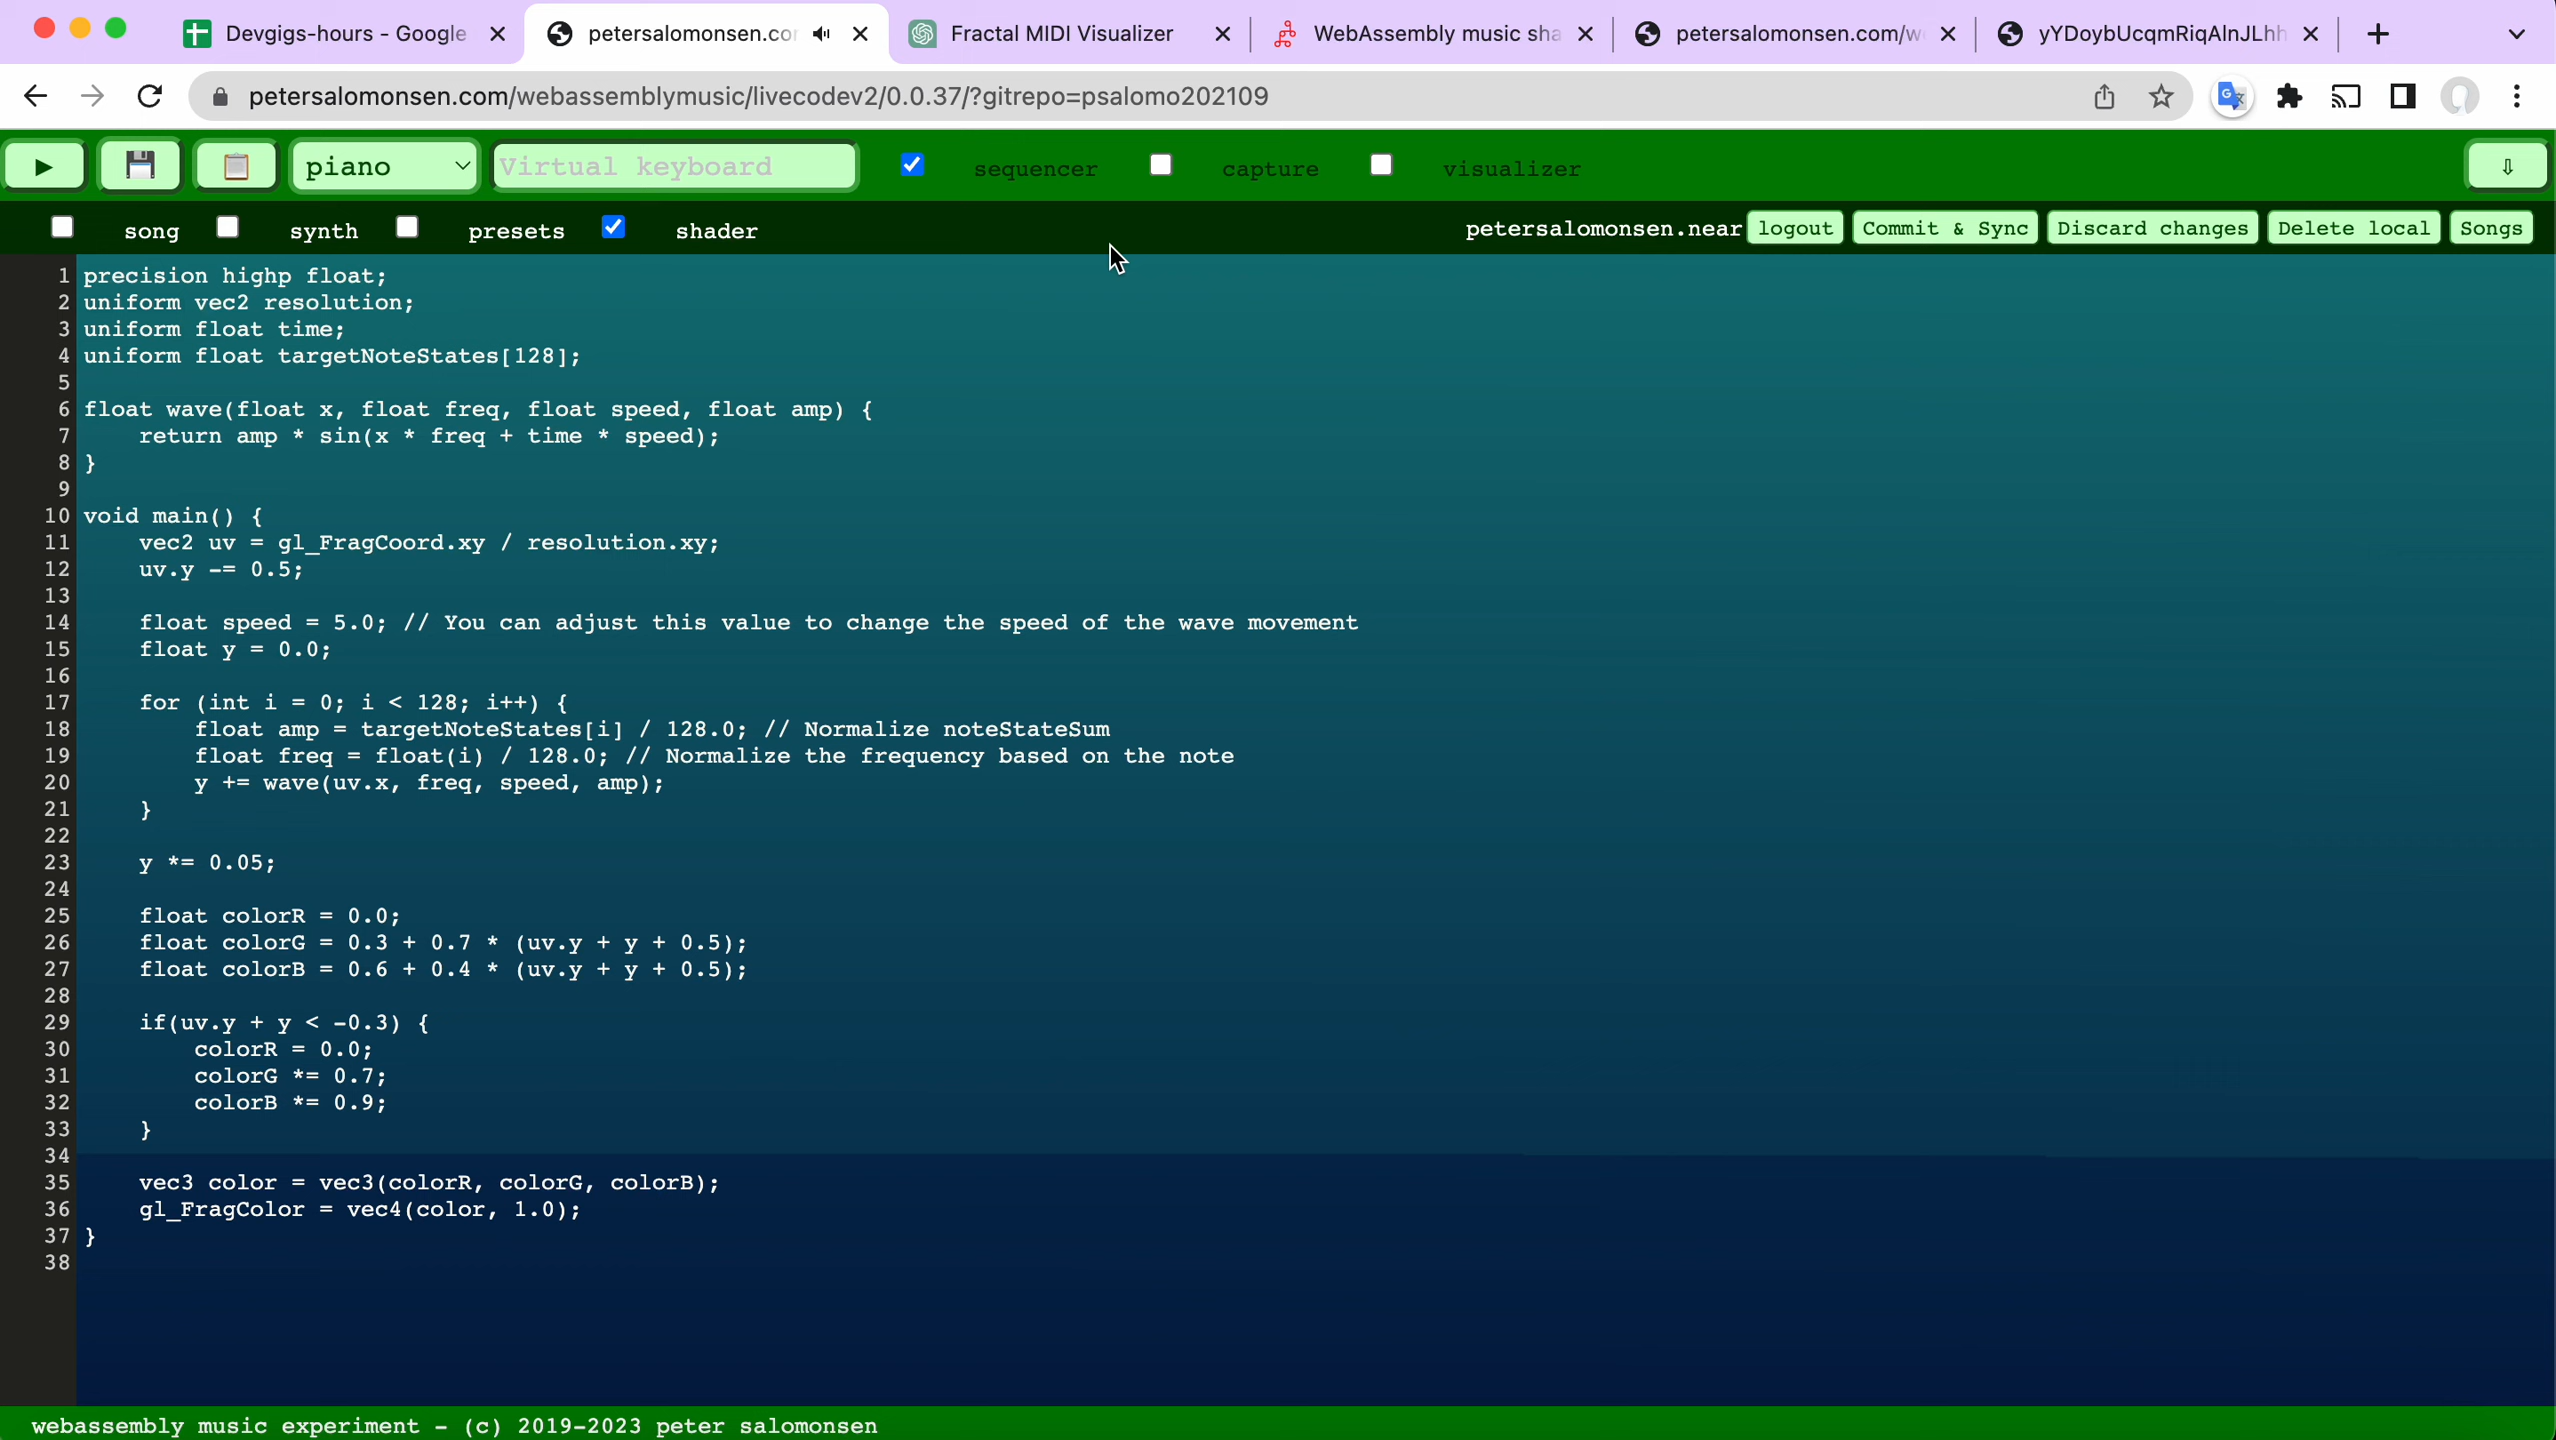 Devgigs-hours - Google
petersalomonsen.co
Fractal MIDI Visualizer
WebAssembly music sha
petersalomonsen.com/w
yYDoybUcqmRiqAlnJLhh
petersalomonsen.com/webassemblymusic/livecodev2/0.0.37/?gitrepo=psalomo202109
piano
Virtual keyboard
sequencer
capture
visualizer
song
synth
presets
shader
petersalomonsen.near
logout
Commit & Sync
Discard changes
Delete local
Songs
1 precision highp float;
2 uniform vec2 resolution;
3 uniform float time;
4 uniform float targetNoteStates[128];
5
6 float wave(float x, float freq, float speed, float amp) {
7     return amp * sin(x * freq + time * speed);
8 }
9
10 void main() {
11     vec2 uv = gl_FragCoord.xy / resolution.xy;
12     uv.y -= 0.5;
13
14     float speed = 5.0; // You can adjust this value to change the speed of the wave movement
15     float y = 0.0;
16
17     for (int i = 0; i < 128; i++) {
18         float amp = targetNoteStates[i] / 128.0; // Normalize noteStateSum
19         float freq = float(i) / 128.0; // Normalize the frequency based on the note
20         y += wave(uv.x, freq, speed, amp);
21     }
22
23     y *= 0.05;
24
25     float colorR = 0.0;
26     float colorG = 0.3 + 0.7 * (uv.y + y + 0.5);
27     float colorB = 0.6 + 0.4 * (uv.y + y + 0.5);
28
29     if(uv.y + y < -0.3) {
30         colorR = 0.0;
31         colorG *= 0.7;
32         colorB *= 0.9;
33     }
34
35     vec3 color = vec3(colorR, colorG, colorB);
36     gl_FragColor = vec4(color, 1.0);
37 }
38
webassembly music experiment - (c) 2019-2023 peter salomonsen